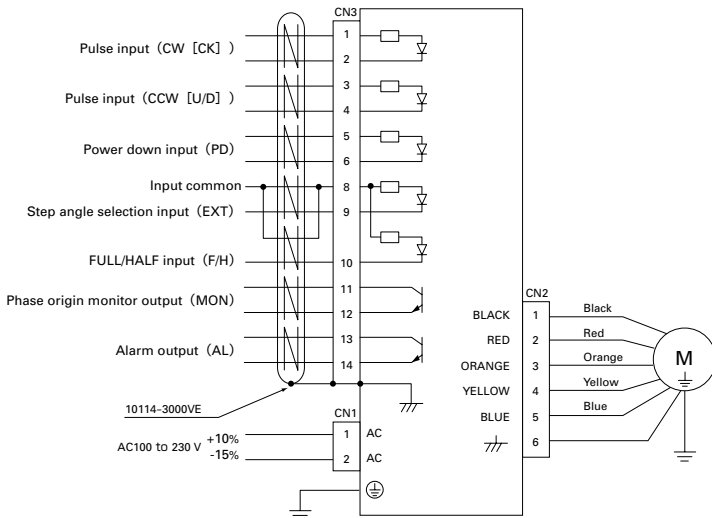 CN3
Pulse input (CW [CK] )
1
2
Pulse input (CCW [U/D] )
3
4
Power down input (PD)
5
6
Input common
8
Step angle selection input (EXT)
9
FULL/HALF input (F/H)
10
Phase origin monitor output (MON)
11
12
Alarm output (AL)
13
14
10114-3000VE
CN1
AC100 to 230 V +10% -15%
1 AC
2 AC
CN2
BLACK 1 Black
RED 2 Red
ORANGE 3 Orange
YELLOW 4 Yellow
BLUE 5 Blue
6
M